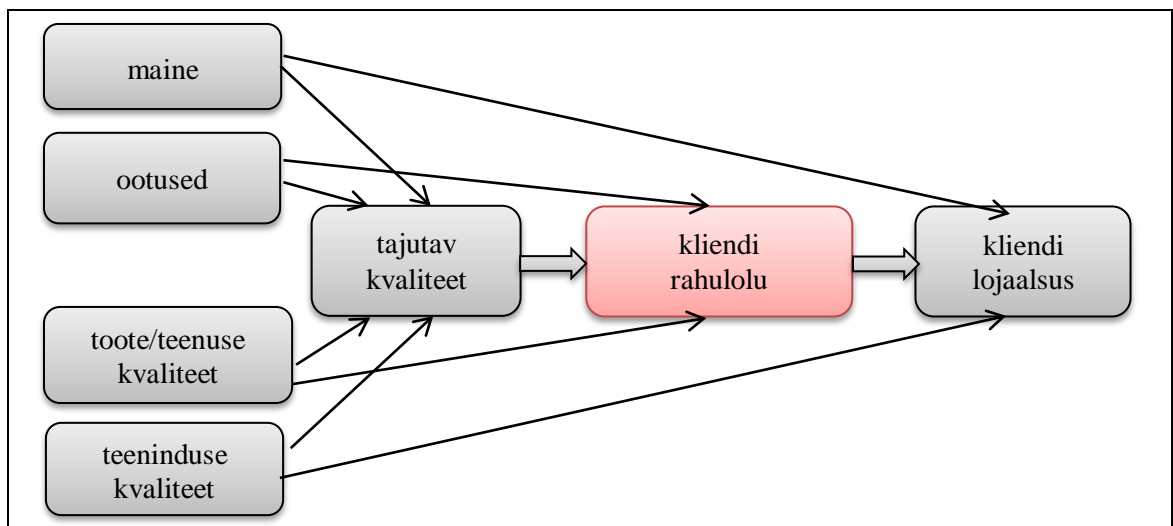 maine
ootused
tajutav
kvaliteet
kliendi
rahulolu
kliendi
lojaalsus
toote/teenuse
kvaliteet
teeninduse
kvaliteet